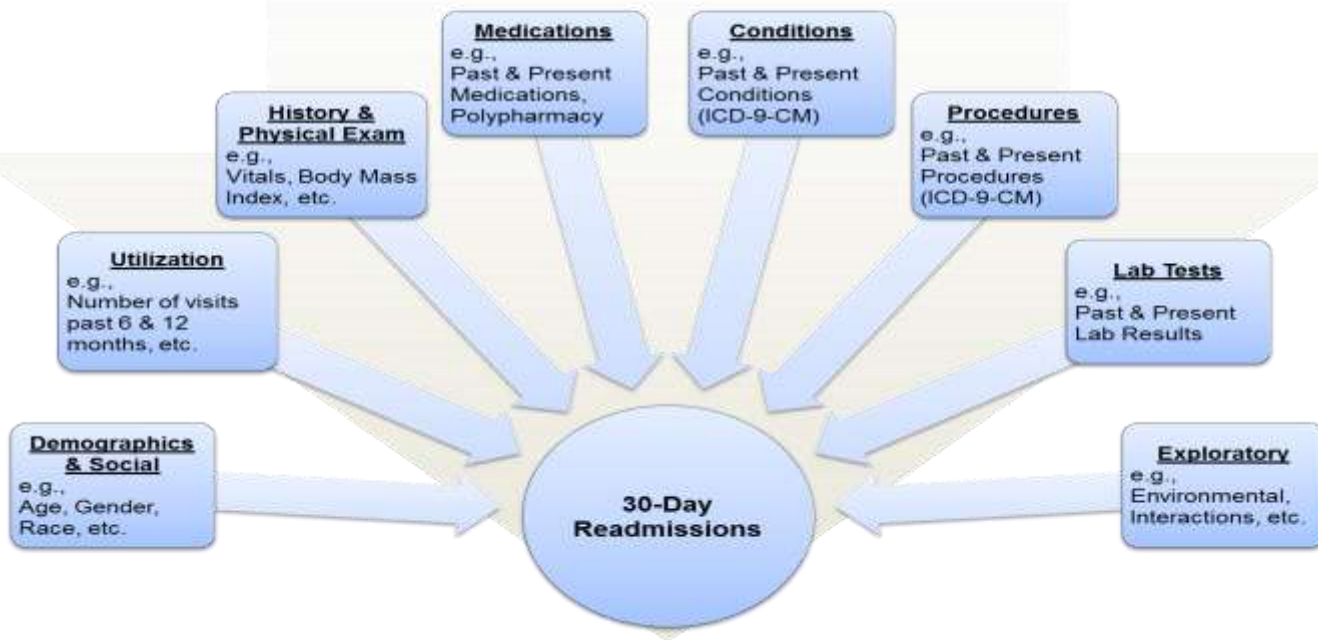 Demographics
& Social
e.g.,
Age, Gender,
Race, etc.
Utilization
e.g.,
Number of visits
past 6 & 12
months, etc.
History &
Physical Exam
e.g.,
Vitals, Body Mass
Index, etc.
Medications
e.g.,
Past & Present
Medications,
Polypharmacy
Conditions
e.g.,
Past & Present
Conditions
(ICD-9-CM)
Procedures
e.g.,
Past & Present
Procedures
(ICD-9-CM)
Lab Tests
e.g.,
Past & Present
Lab Results
Exploratory
e.g.,
Environmental,
Interactions, etc.
30-Day
Readmissions